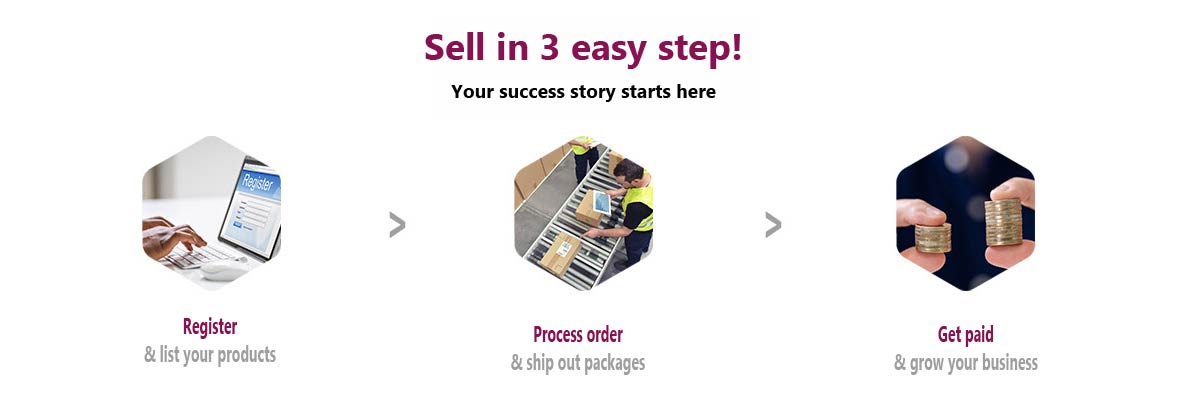 Sell in 3 easy step!
Your success story starts here
Register
>
>
Register
& list your products
Process order
& ship out packages
Get paid
& grow your business